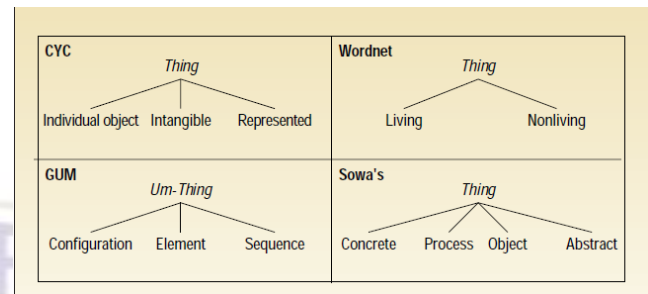 CYC
Thing
Individual object Intangible Represented
Wordnet
Thing
Living Nonliving
GUM
Um-Thing
Configuration Element Sequence
Sowa's
Thing
Concrete Process Object Abstract